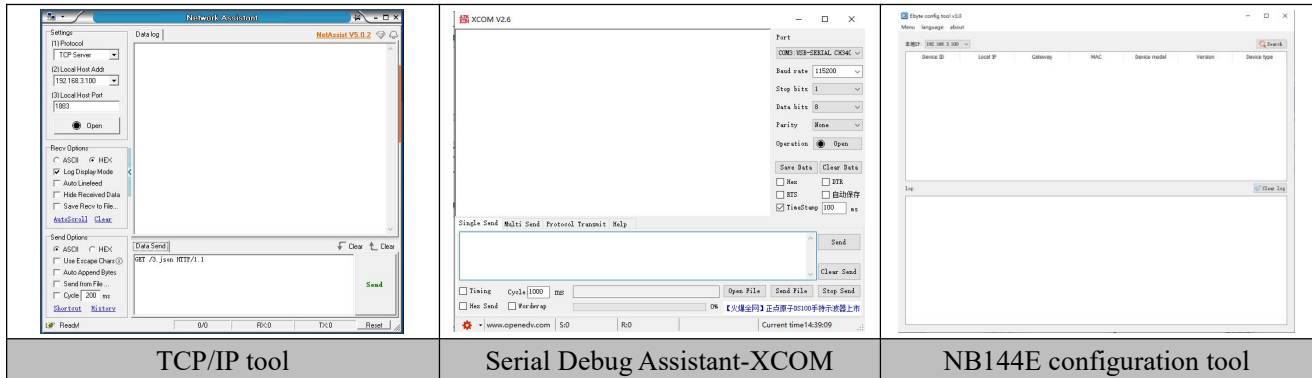 Network Assistant
Settings
(1) Protocol
TCP Server
(2) Local Host Addr
192.168.3.100
(3) Local Host Port
1883
Open
Recv Options
ASCII HEX
Log Display Mode
Auto Linefeed
Hide Received Data
Save Recv to File...
AutoScroll Clear
Send Options
ASCII HEX
Use Escape Chars
Auto Append Bytes
Send from File ...
Cycle 200 ms
Shortcut History
Data log
NetAssist V5.0.2
Data Send
Clear Clear
GET /3.json HTTP/1.1
Send
Ready!
0/0
RX:0
TX:0
Reset
XCOM V2.6
Port
COM3:USB-SERIAL CH34C
Baud rate 115200
Stop bits 1
Data bits 8
Parity None
Operation Open
Save Data Clear Data
Hex DTR
RTS 自动保存
TimeStamp 100 ms
Single Send Multi Send Protocol Transmit Help
Send
Clear Send
Timing Cycle 1000 ms
Open File Send File Stop Send
Hex Send Wordwrap
0%
【火爆全网】正点原子DS100手持示波器上市
www.openedv.com S:0 R:0 Current time14:39:09
Ebyte config tool v3.0
Menu language about
本地IP: 192.168.3.100
Search
Device ID Local IP Gateway MAC Device model Version Device type
Log
Clear log
TCP/IP tool
Serial Debug Assistant-XCOM
NB144E configuration tool